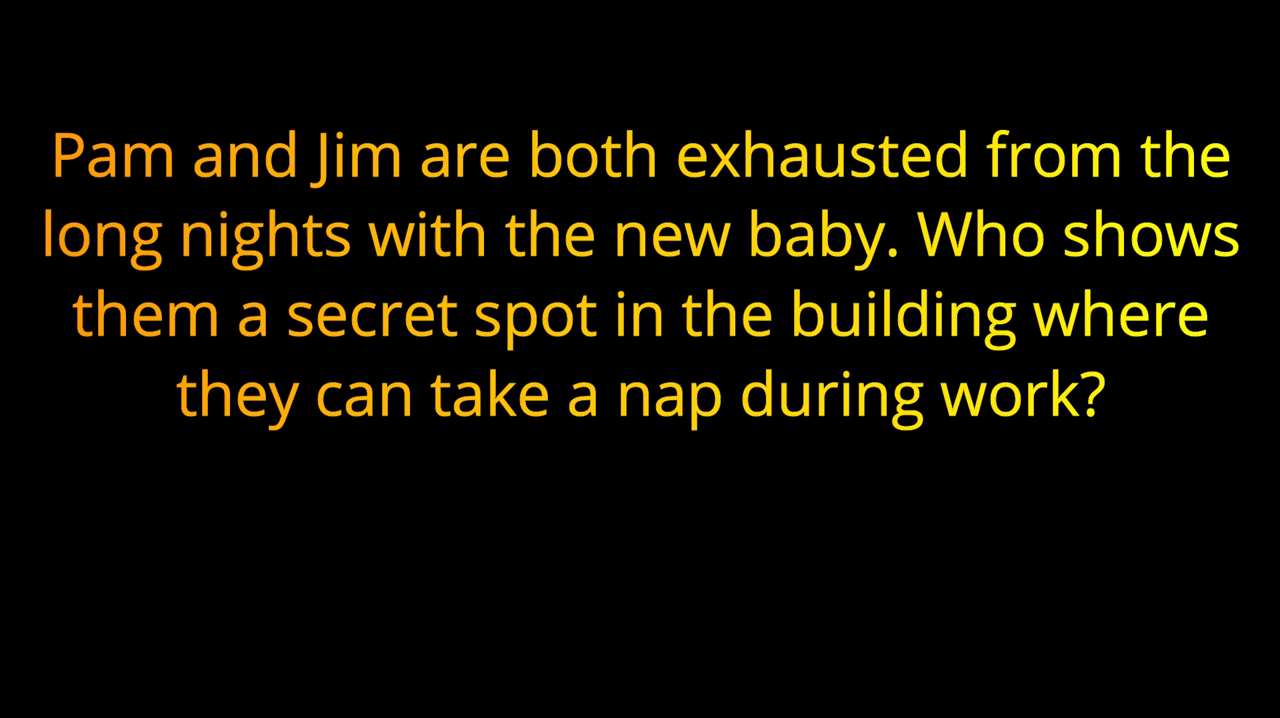 Pam and Jim are both exhausted from the
long nights with the new baby. Who shows
them a secret spot in the building where
they can take a nap during work?